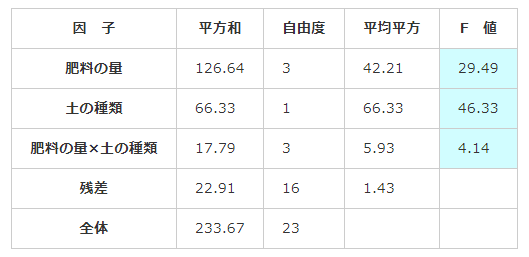 因　子 平方和 自由度 平均平方 F　値
肥料の量 126.64 3 42.21 29.49
土の種類 66.33 1 66.33 46.33
肥料の量×土の種類 17.79 3 5.93 4.14
残差 22.91 16 1.43
全体 233.67 23